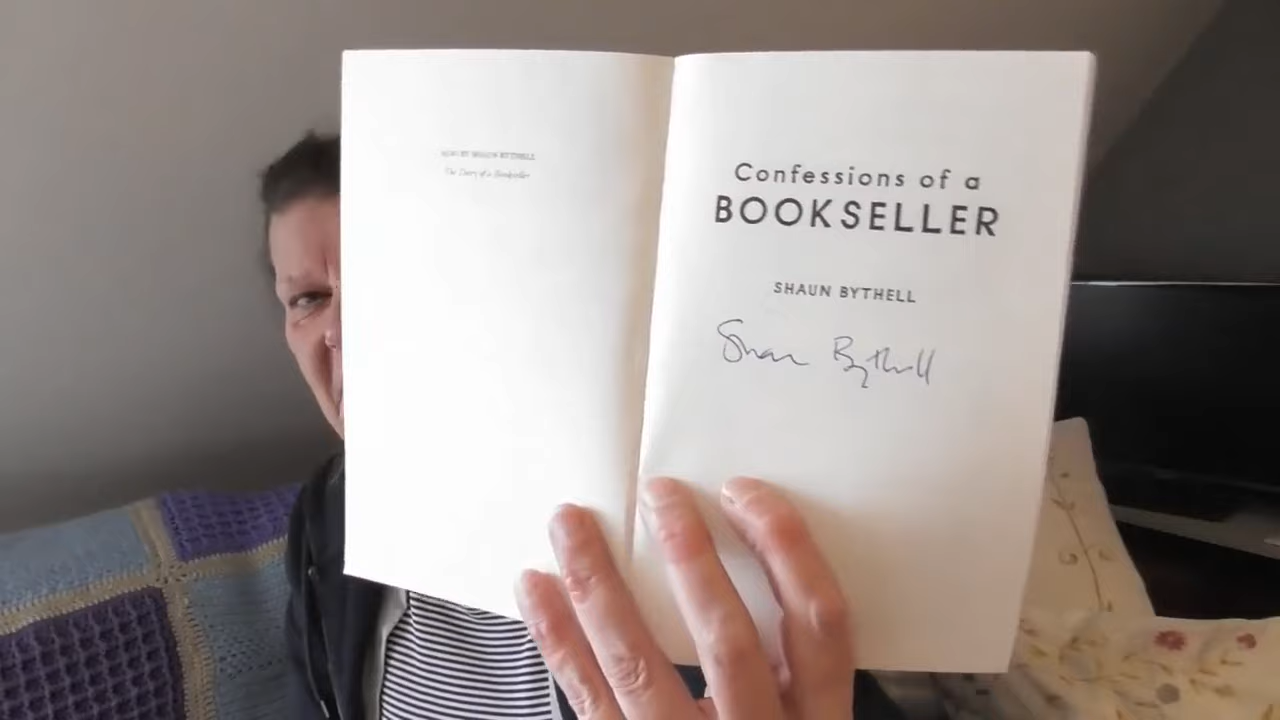 ALSO BY SHAUN BYTHELL
The Diary of a Bookseller
Confessions of a
BOOKSELLER
SHAUN BYTHELL
Shaun Bythell